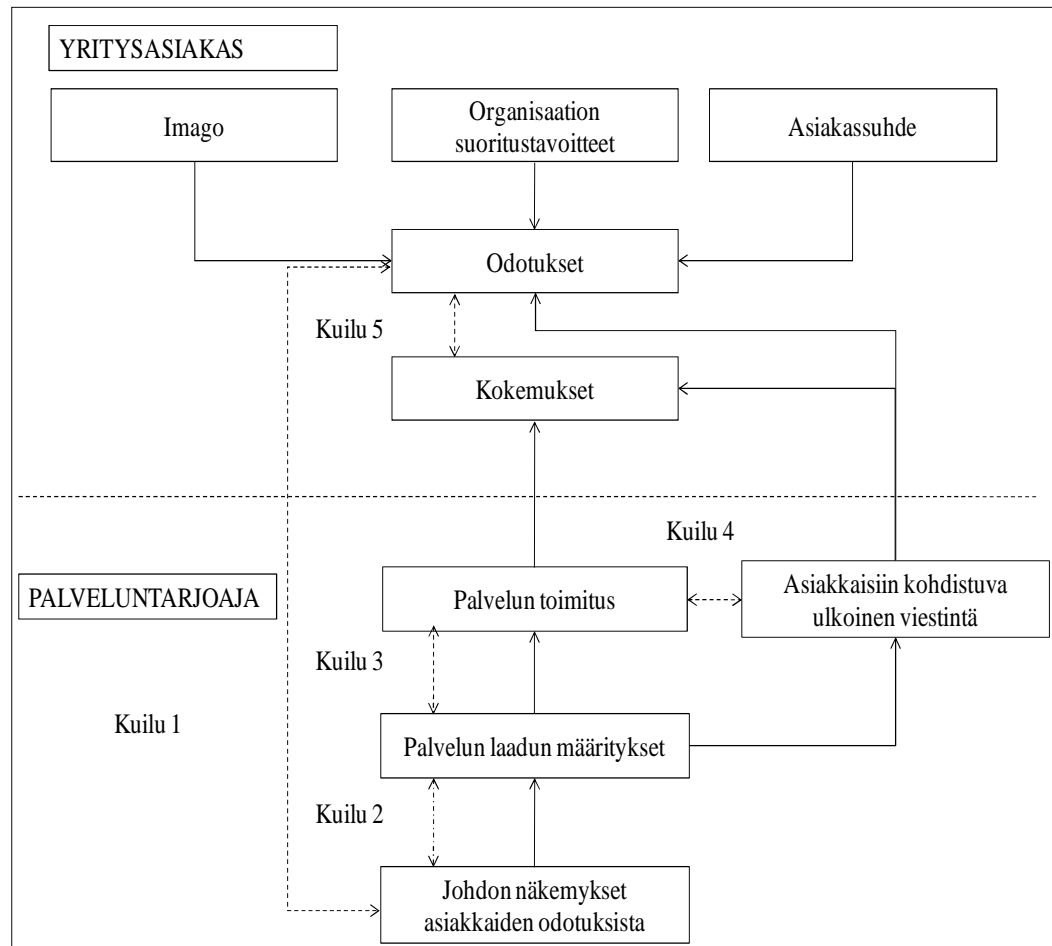 YRITYSASIAKAS
Imago
Organisaation
suoritustavoitteet
Asiakassuhde
Odotukset
Kuilu 5
Kokemukset
Kuilu 4
PALVELUNTARJOAJA
Palvelun toimitus
Asiakkaisiin kohdistuva
ulkoinen viestintä
Kuilu 3
Kuilu 1
Palvelun laadun määritykset
Kuilu 2
Johdon näkemykset
asiakkaiden odotuksista